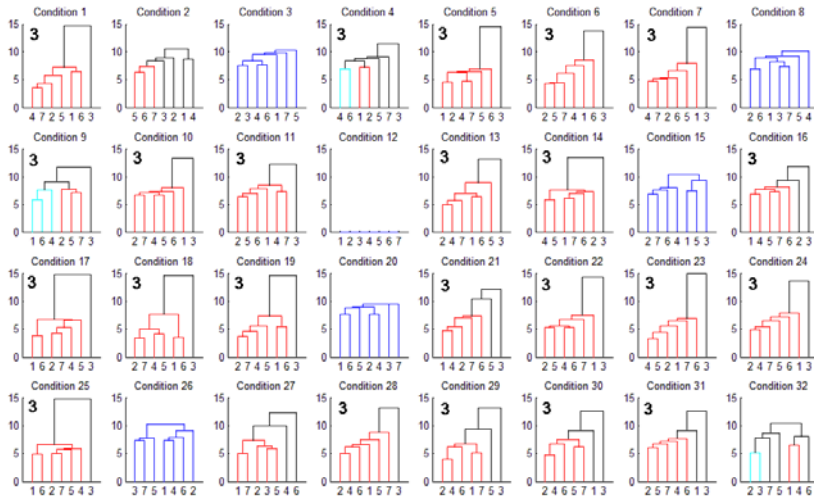 Condition 1
15
3
10
5
0
4 7 2 5 1 6 3
Condition 2
15
10
5
0
5 6 7 3 2 1 4
Condition 3
15
10
5
0
2 3 4 6 1 7 5
Condition 4
15
3
10
5
0
4 6 1 2 5 7 3
Condition 5
15
3
10
5
0
1 2 4 7 5 6 3
Condition 6
15
3
10
5
0
2 4 5 7 6 1 3
Condition 7
15
3
10
5
0
4 7 2 6 5 1 3
Condition 8
15
10
5
0
2 6 1 3 5 7 4
Condition 9
15
3
10
5
0
1 6 4 2 5 7 3
Condition 10
15
3
10
5
0
2 7 4 5 6 1 3
Condition 11
15
3
10
5
0
2 5 6 1 4 7 3
Condition 12
15
10
5
0
1 2 3 4 5 6 7
Condition 13
15
3
10
5
0
2 4 7 1 6 5 3
Condition 14
15
3
10
5
0
4 5 1 7 6 2 3
Condition 15
15
10
5
0
2 7 6 4 1 5 3
Condition 16
15
3
10
5
0
1 4 5 7 6 2 3
Condition 17
15
3
10
5
0
1 6 2 7 4 5 3
Condition 18
15
3
10
5
0
2 7 4 5 1 6 3
Condition 19
15
3
10
5
0
2 7 4 5 1 6 3
Condition 20
15
10
5
0
1 6 5 2 4 3 7
Condition 21
15
3
10
5
0
1 4 2 7 6 5 3
Condition 22
15
3
10
5
0
2 5 4 6 7 1 3
Condition 23
15
3
10
5
0
4 5 2 1 7 6 3
Condition 24
15
3
10
5
0
2 4 5 7 6 1 3
Condition 25
15
3
10
5
0
1 6 2 7 5 4 3
Condition 26
15
10
5
0
3 7 5 1 4 6 2
Condition 27
15
3
10
5
0
1 7 2 3 5 4 6
Condition 28
15
3
10
5
0
2 5 4 6 1 7 3
Condition 29
15
3
10
5
0
2 4 6 1 7 5 3
Condition 30
15
3
10
5
0
2 4 5 6 7 1 3
Condition 31
15
3
10
5
0
2 5 7 4 6 1 3
Condition 32
15
10
5
0
2 3 7 5 1 4 6